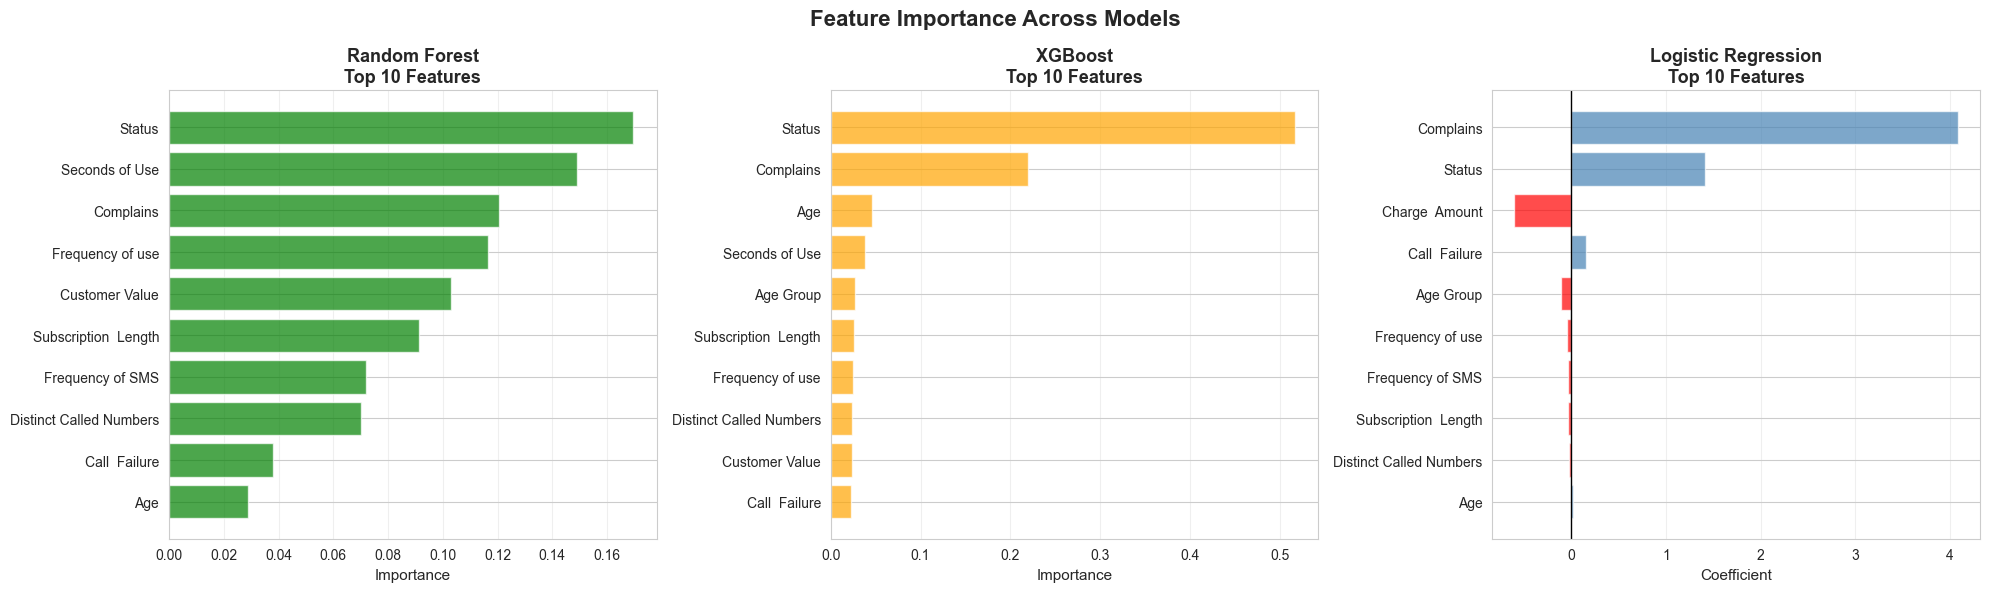 Feature Importance Across Models
Random Forest
Top 10 Features
Status
Seconds of Use
Complains
Frequency of use
Customer Value
Subscription  Length
Frequency of SMS
Distinct Called Numbers
Call  Failure
Age
0.00 0.02 0.04 0.06 0.08 0.10 0.12 0.14 0.16
Importance
XGBoost
Top 10 Features
Status
Complains
Age
Seconds of Use
Age Group
Subscription  Length
Frequency of use
Distinct Called Numbers
Customer Value
Call  Failure
0.0 0.1 0.2 0.3 0.4 0.5
Importance
Logistic Regression
Top 10 Features
Complains
Status
Charge  Amount
Call  Failure
Age Group
Frequency of use
Frequency of SMS
Subscription  Length
Distinct Called Numbers
Age
0 1 2 3 4
Coefficient